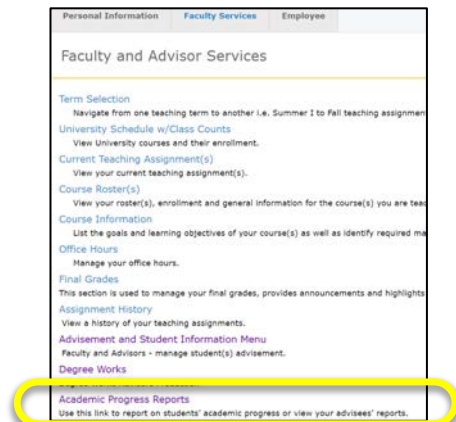 Personal Information Faculty Services Employee
Faculty and Advisor Services
Term Selection
Navigate from one teaching term to another i.e. Summer I to Fall teaching
University Schedule w/Class Counts
View University courses and their enrollment.
Current Teaching Assignment(s)
View your current teaching assignment(s).
Course Roster(s)
View your roster(s), enrollment and general information for the course(s) you are
Course Information
List the goals and learning objectives of your course(s) as well as identify required
Office Hours
Manage your office hours.
Final Grades
This section is used to manage your final grades, provides announcements and highlights
Assignment History
View a history of your teaching assignments.
Advisement and Student Information Menu
Faculty and Advisors - manage student(s) advisement.
Degree Works
Academic Progress Reports
Use this link to report on students' academic progress or view your advisees' reports.